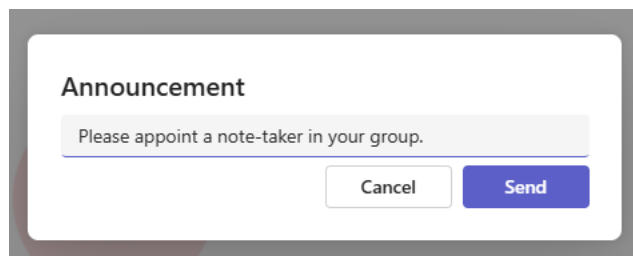 Announcement
Please appoint a note-taker in your group.
Cancel
Send